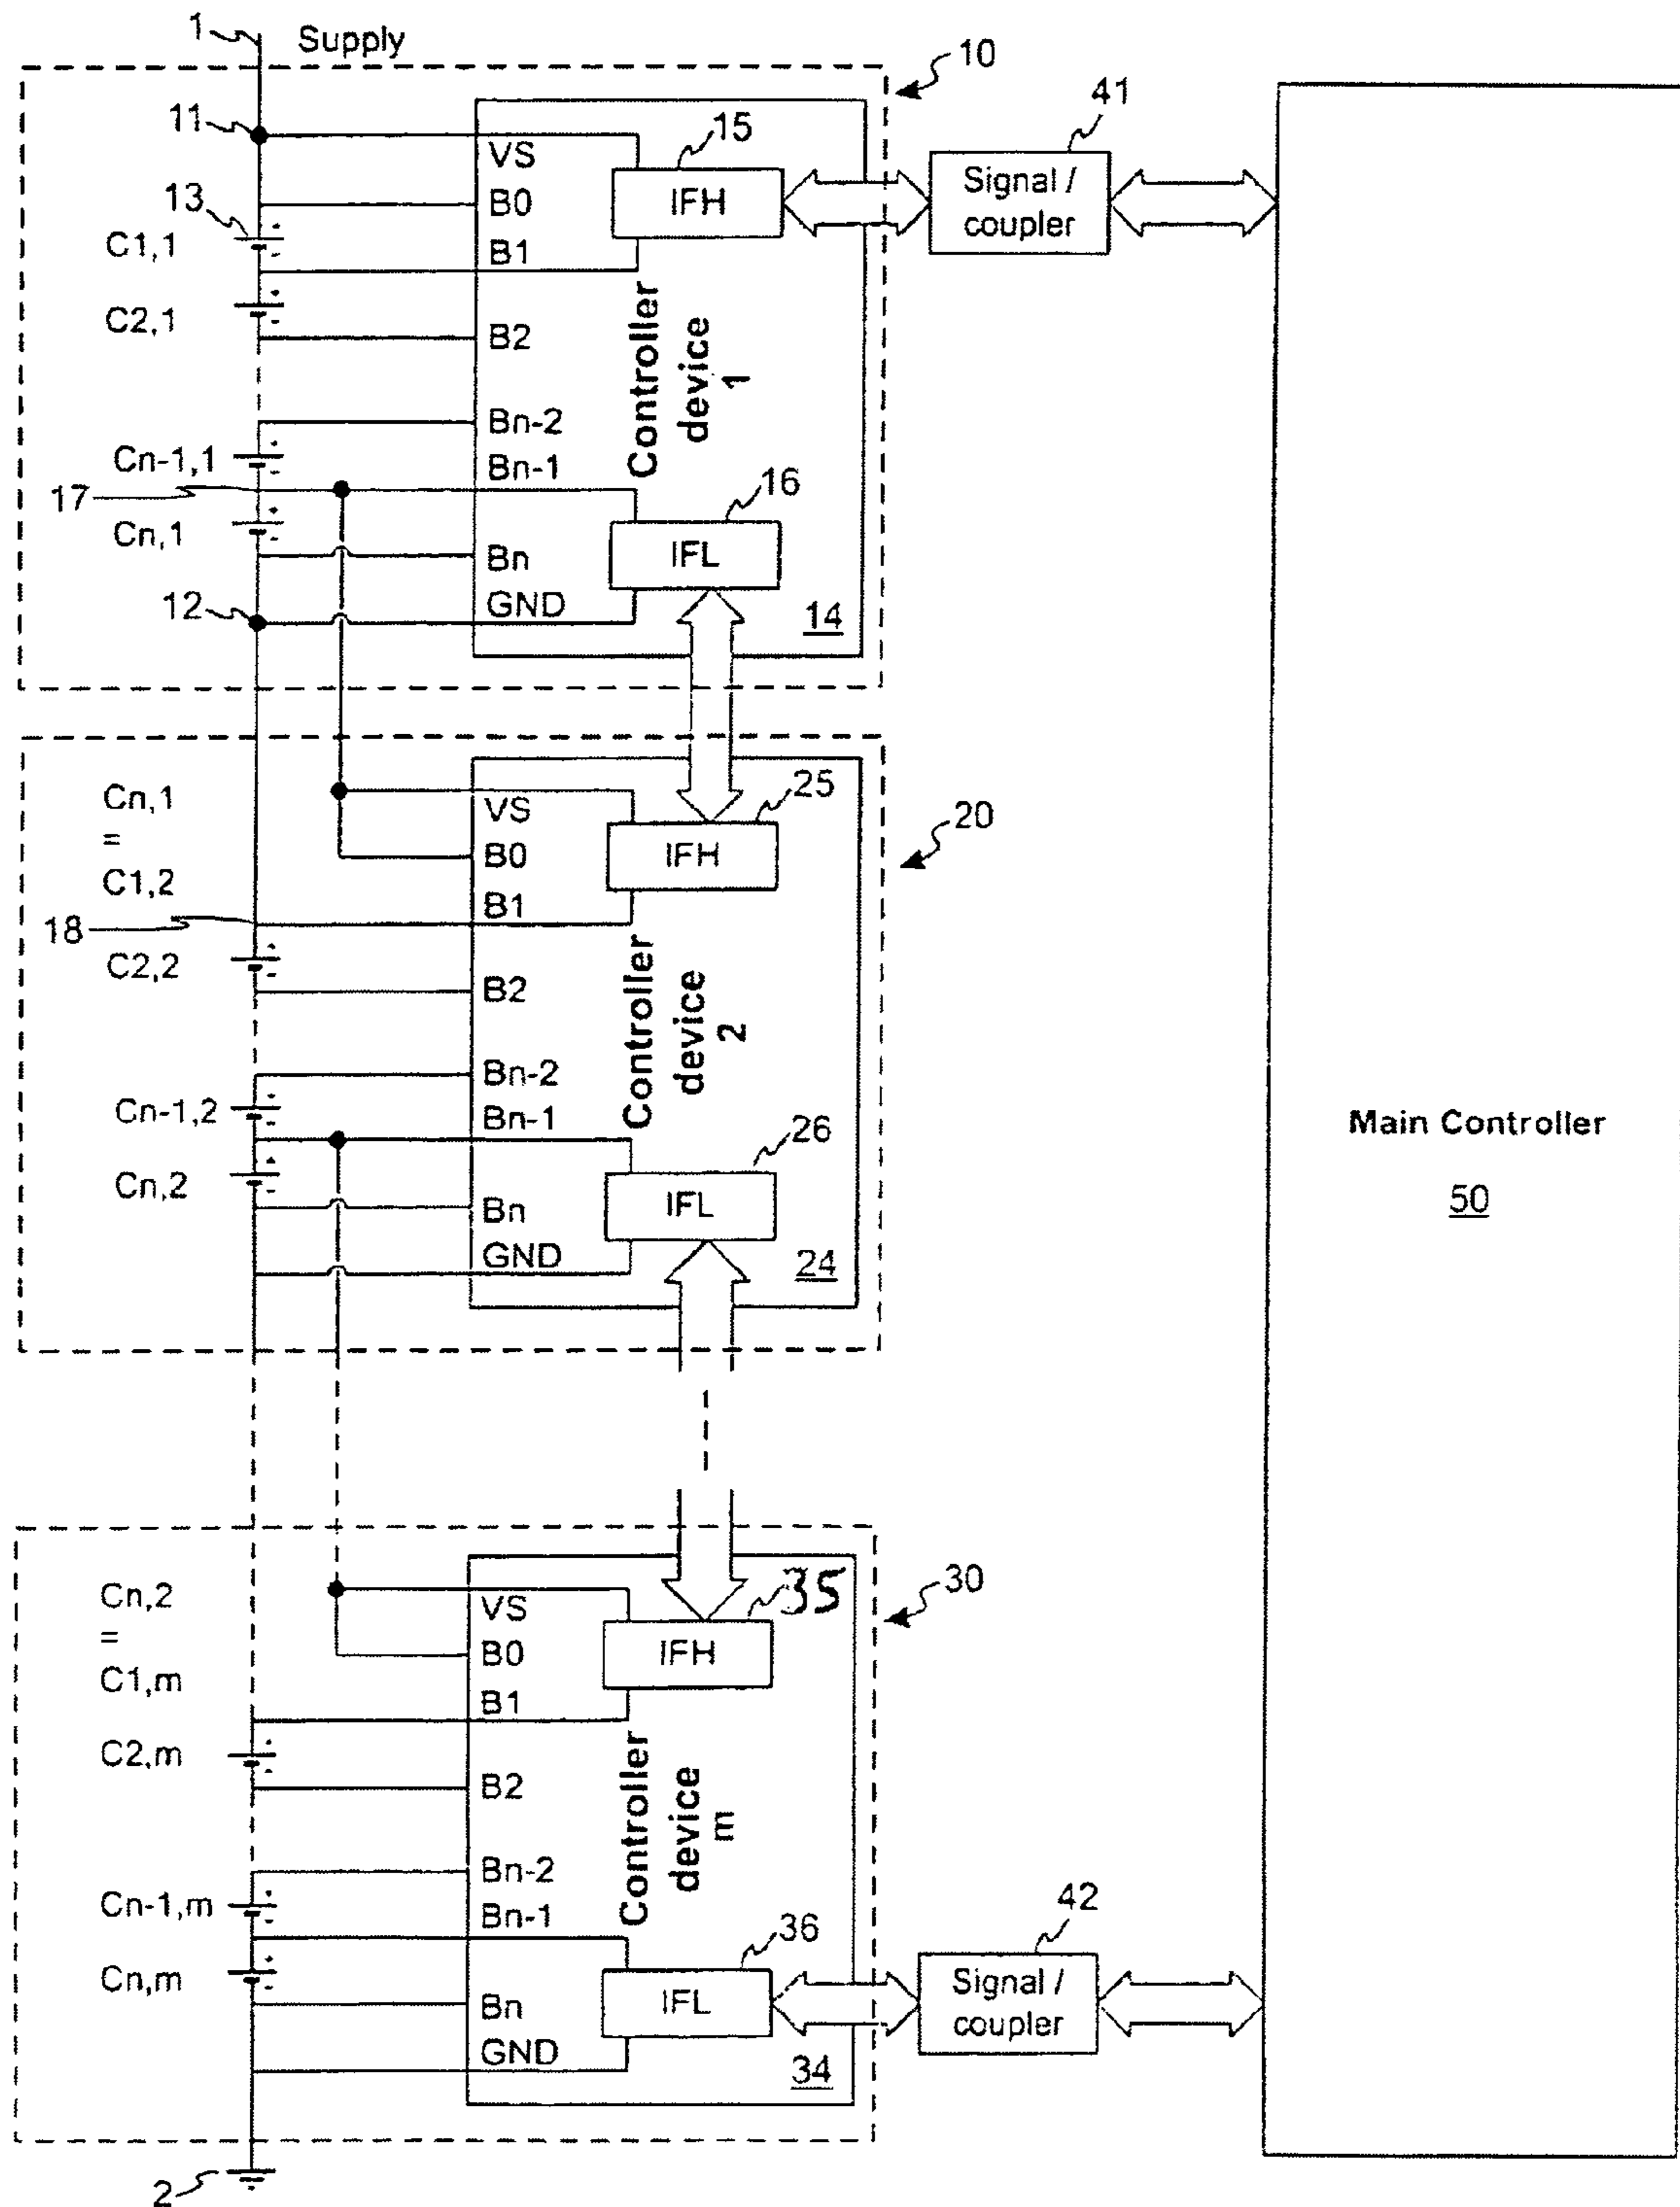 1
Supply
10
11
VS
15
41
13
B0
IFH
Signal /
coupler
C1,1
+
-
B1
C2,1
+
-
B2
Controller
device
1
Bn-2
Cn-1,1
+
-
Bn-1
17
16
Cn,1
+
-
Bn
IFL
12
GND
14
Cn,1
=
C1,2
VS
25
20
B0
IFH
B1
18
C2,2
+
-
B2
Controller
device
2
Bn-2
Cn-1,2
+
-
Bn-1
26
Main Controller
50
Cn,2
+
-
Bn
IFL
GND
24
Cn,2
=
C1,m
VS
35
30
B0
IFH
B1
C2,m
+
-
B2
Controller
device
m
Bn-2
Cn-1,m
+
-
Bn-1
36
42
Cn,m
+
-
Bn
IFL
Signal /
coupler
GND
34
2